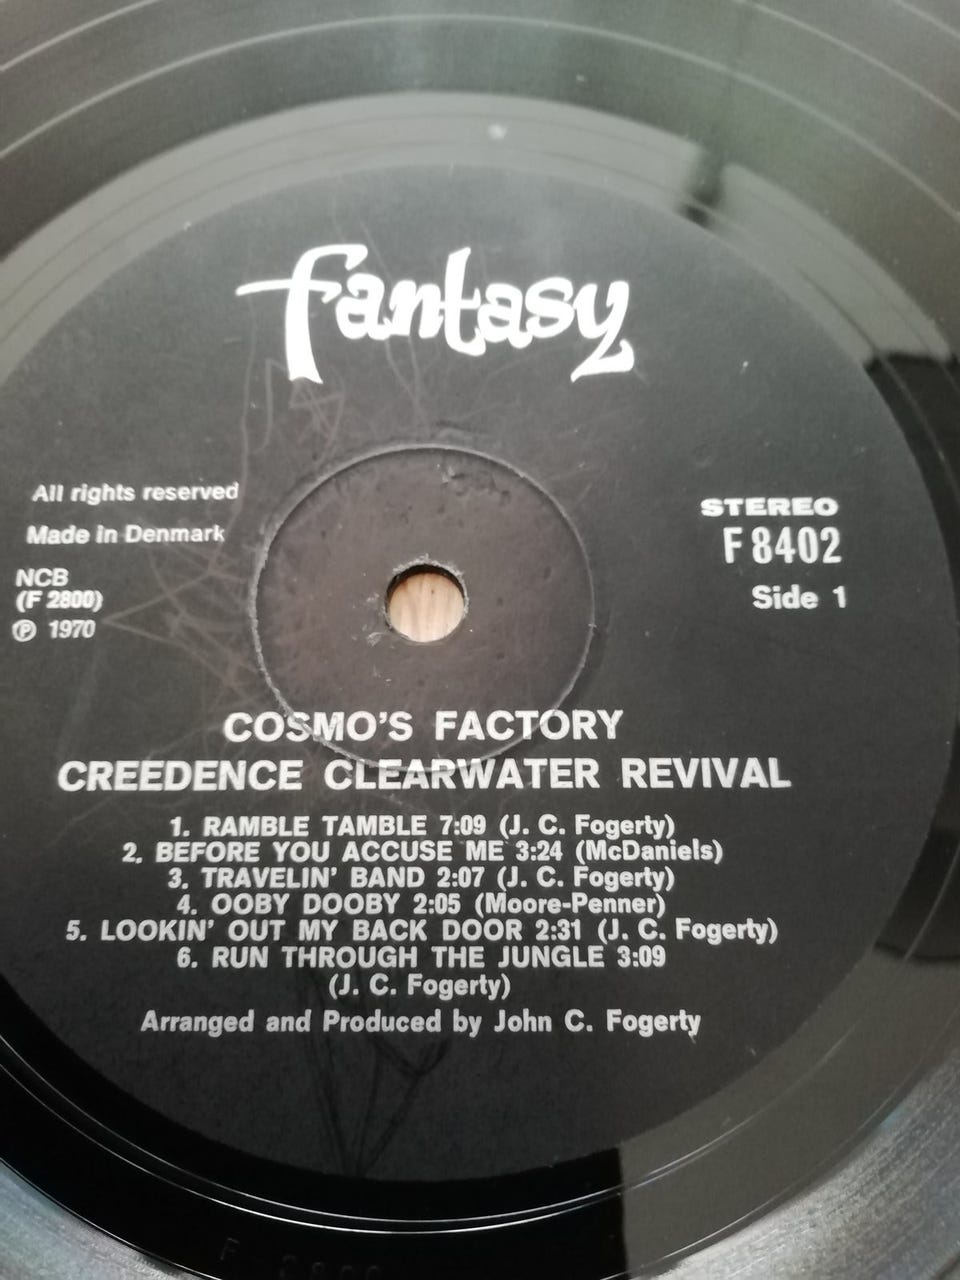 fantasy
All rights reserved
Made in Denmark
NCB
(F 2800)
℗ 1970
STEREO
F 8402
Side 1
COSMO'S FACTORY
CREEDENCE CLEARWATER REVIVAL
1. RAMBLE TAMBLE 7:09 (J. C. Fogerty)
2. BEFORE YOU ACCUSE ME 3:24 (McDaniels)
3. TRAVELIN' BAND 2:07 (J. C. Fogerty)
4. OOBY DOOBY 2:05 (Moore-Penner)
5. LOOKIN' OUT MY BACK DOOR 2:31 (J. C. Fogerty)
6. RUN THROUGH THE JUNGLE 3:09
(J. C. Fogerty)
Arranged and Produced by John C. Fogerty